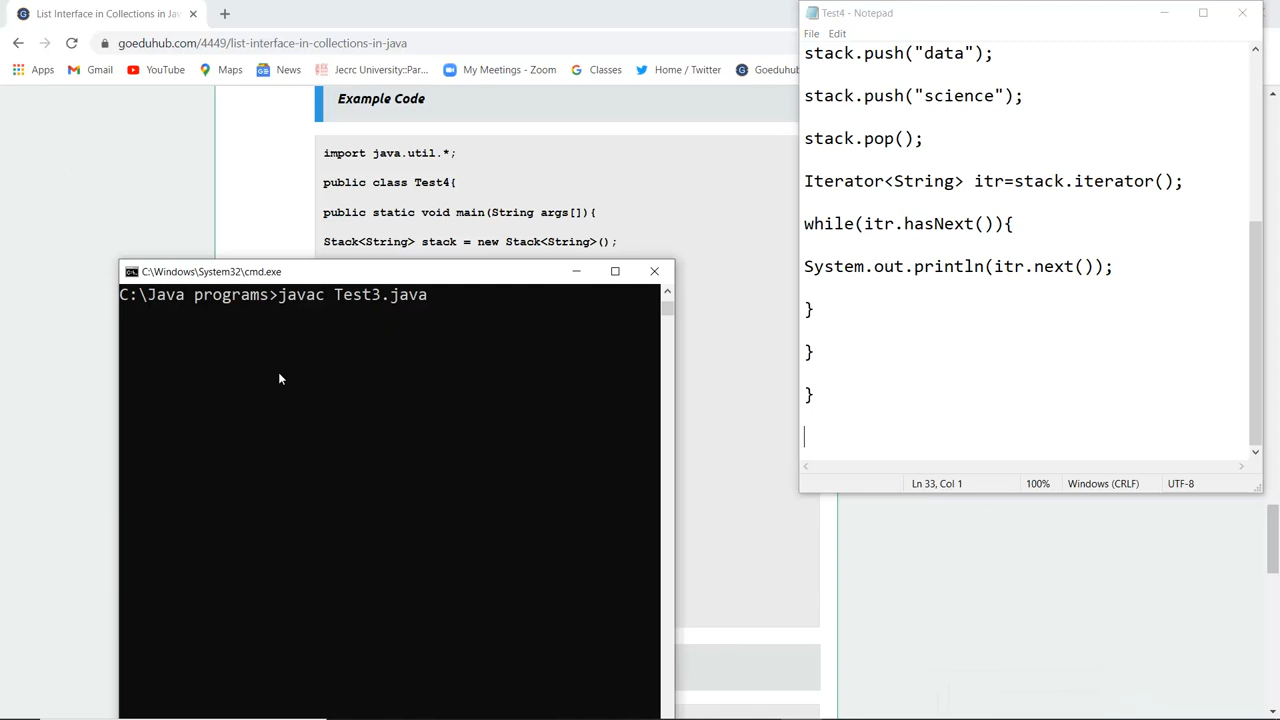 List Interface in Collections in Jav
goeduhub.com/4449/list-interface-in-collections-in-java
Apps
Gmail
YouTube
Maps
News
Jecrc University::Par...
My Meetings - Zoom
Classes
Home / Twitter
Goeduhub
Example Code
import java.util.*;
public class Test4{
public static void main(String args[]){
Stack<String> stack = new Stack<String>();
C:\Windows\System32\cmd.exe
C:\Java programs>javac Test3.java
Test4 - Notepad
File Edit
stack.push("data");
stack.push("science");
stack.pop();
Iterator<String> itr=stack.iterator();
while(itr.hasNext()){
System.out.println(itr.next());
}
}
}
Ln 33, Col 1
100%
Windows (CRLF)
UTF-8